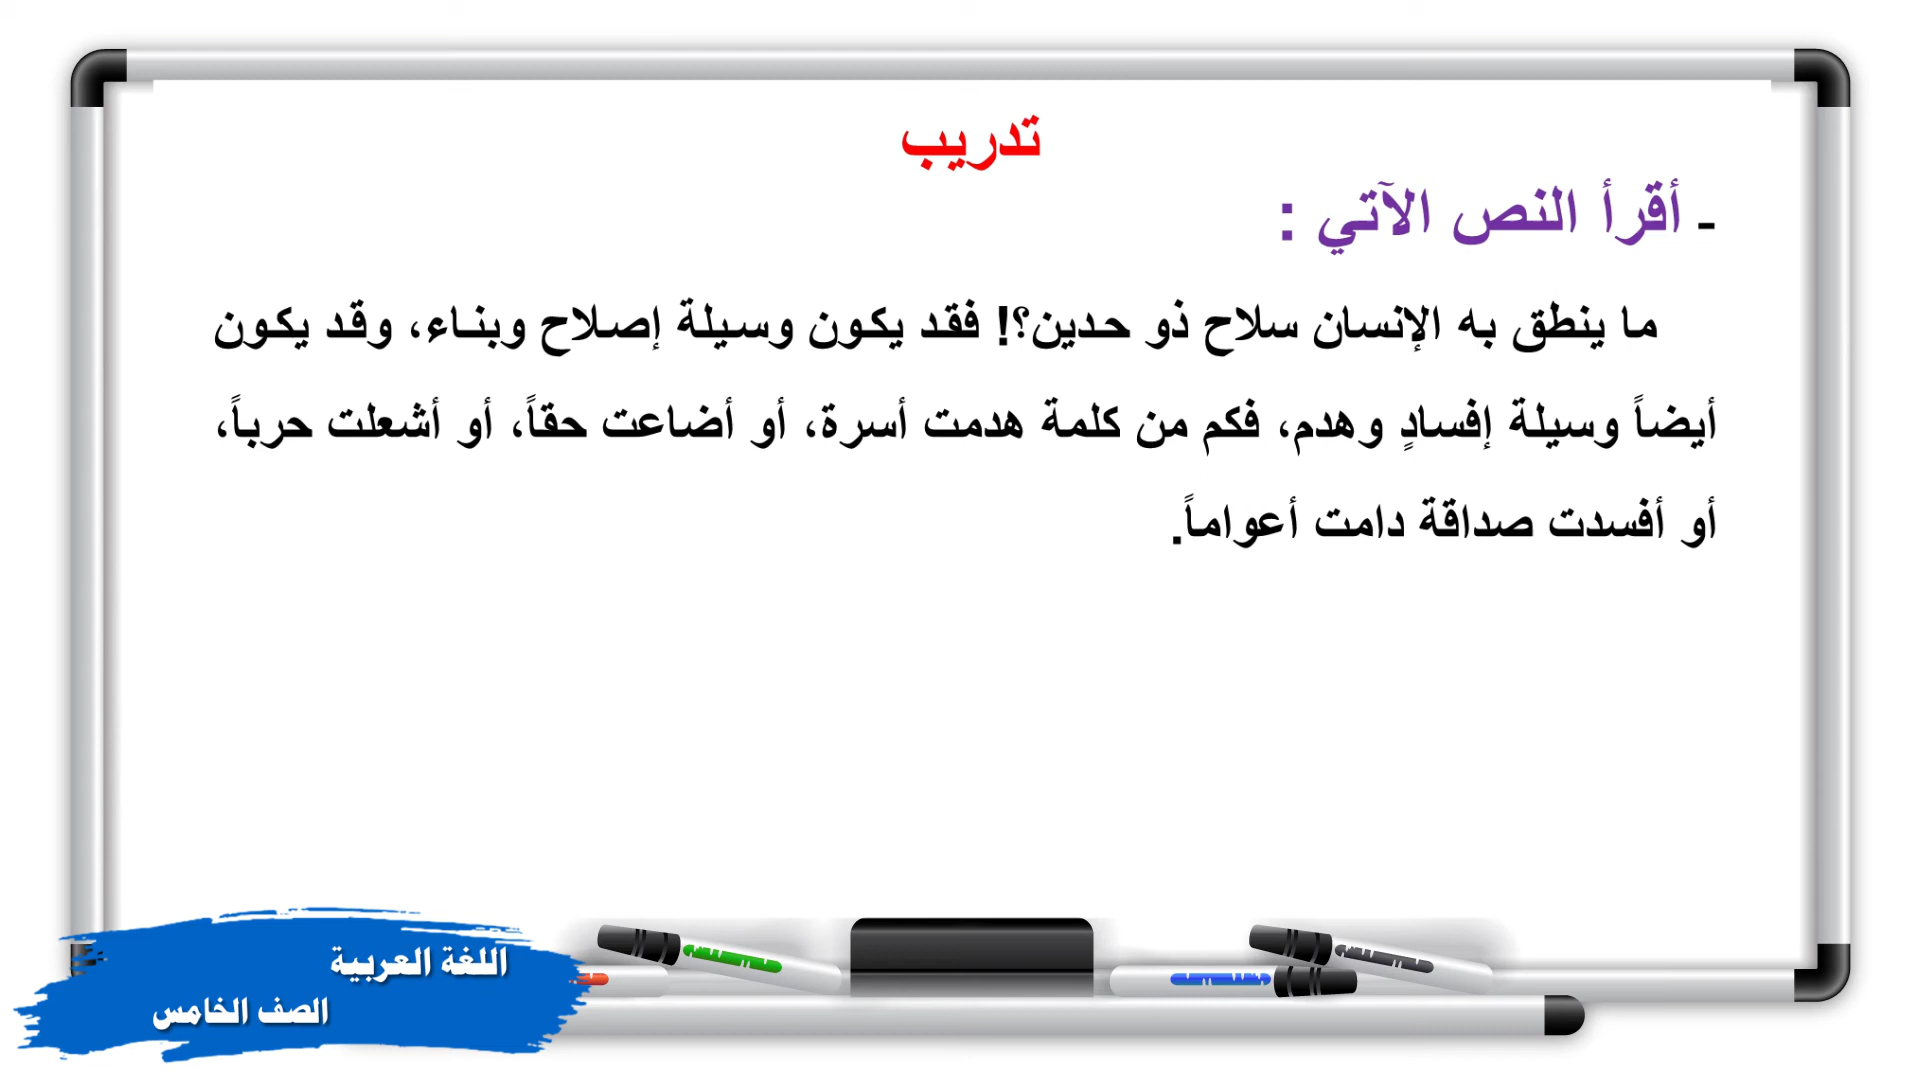 تدريب
- أقرأ النص الآتي :
ما ينطق به الإنسان سلاح ذو حدين؟! فقد يكون وسيلة إصلاح وبناء، وقد يكون
أيضاً وسيلة إفسادٍ وهدم، فكم من كلمة هدمت أسرة، أو أضاعت حقاً، أو أشعلت حرباً،
أو أفسدت صداقة دامت أعواماً.
اللغة العربية
الصف الخامس